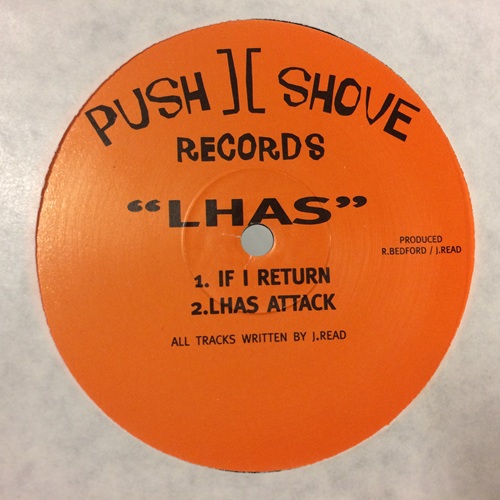 PUSH ][ SHOVE
RECORDS
"LHAS"
PRODUCED
R.BEDFORD / J.READ
1. IF I RETURN
2.LHAS ATTACK
ALL TRACKS WRITTEN BY J.READ